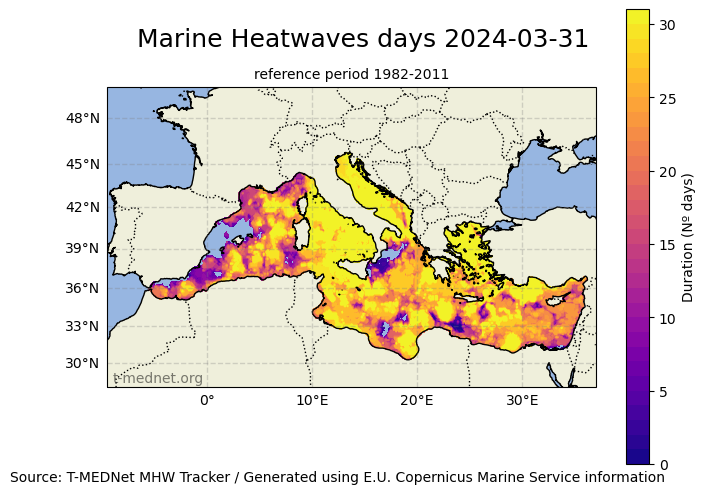 Marine Heatwaves days 2024-03-31
reference period 1982-2011
48°N
45°N
42°N
39°N
36°N
33°N
30°N
0°
10°E
20°E
30°E
t-mednet.org
30
25
20
15
10
5
0
Duration (Nº days)
Source: T-MEDNet MHW Tracker / Generated using E.U. Copernicus Marine Service information